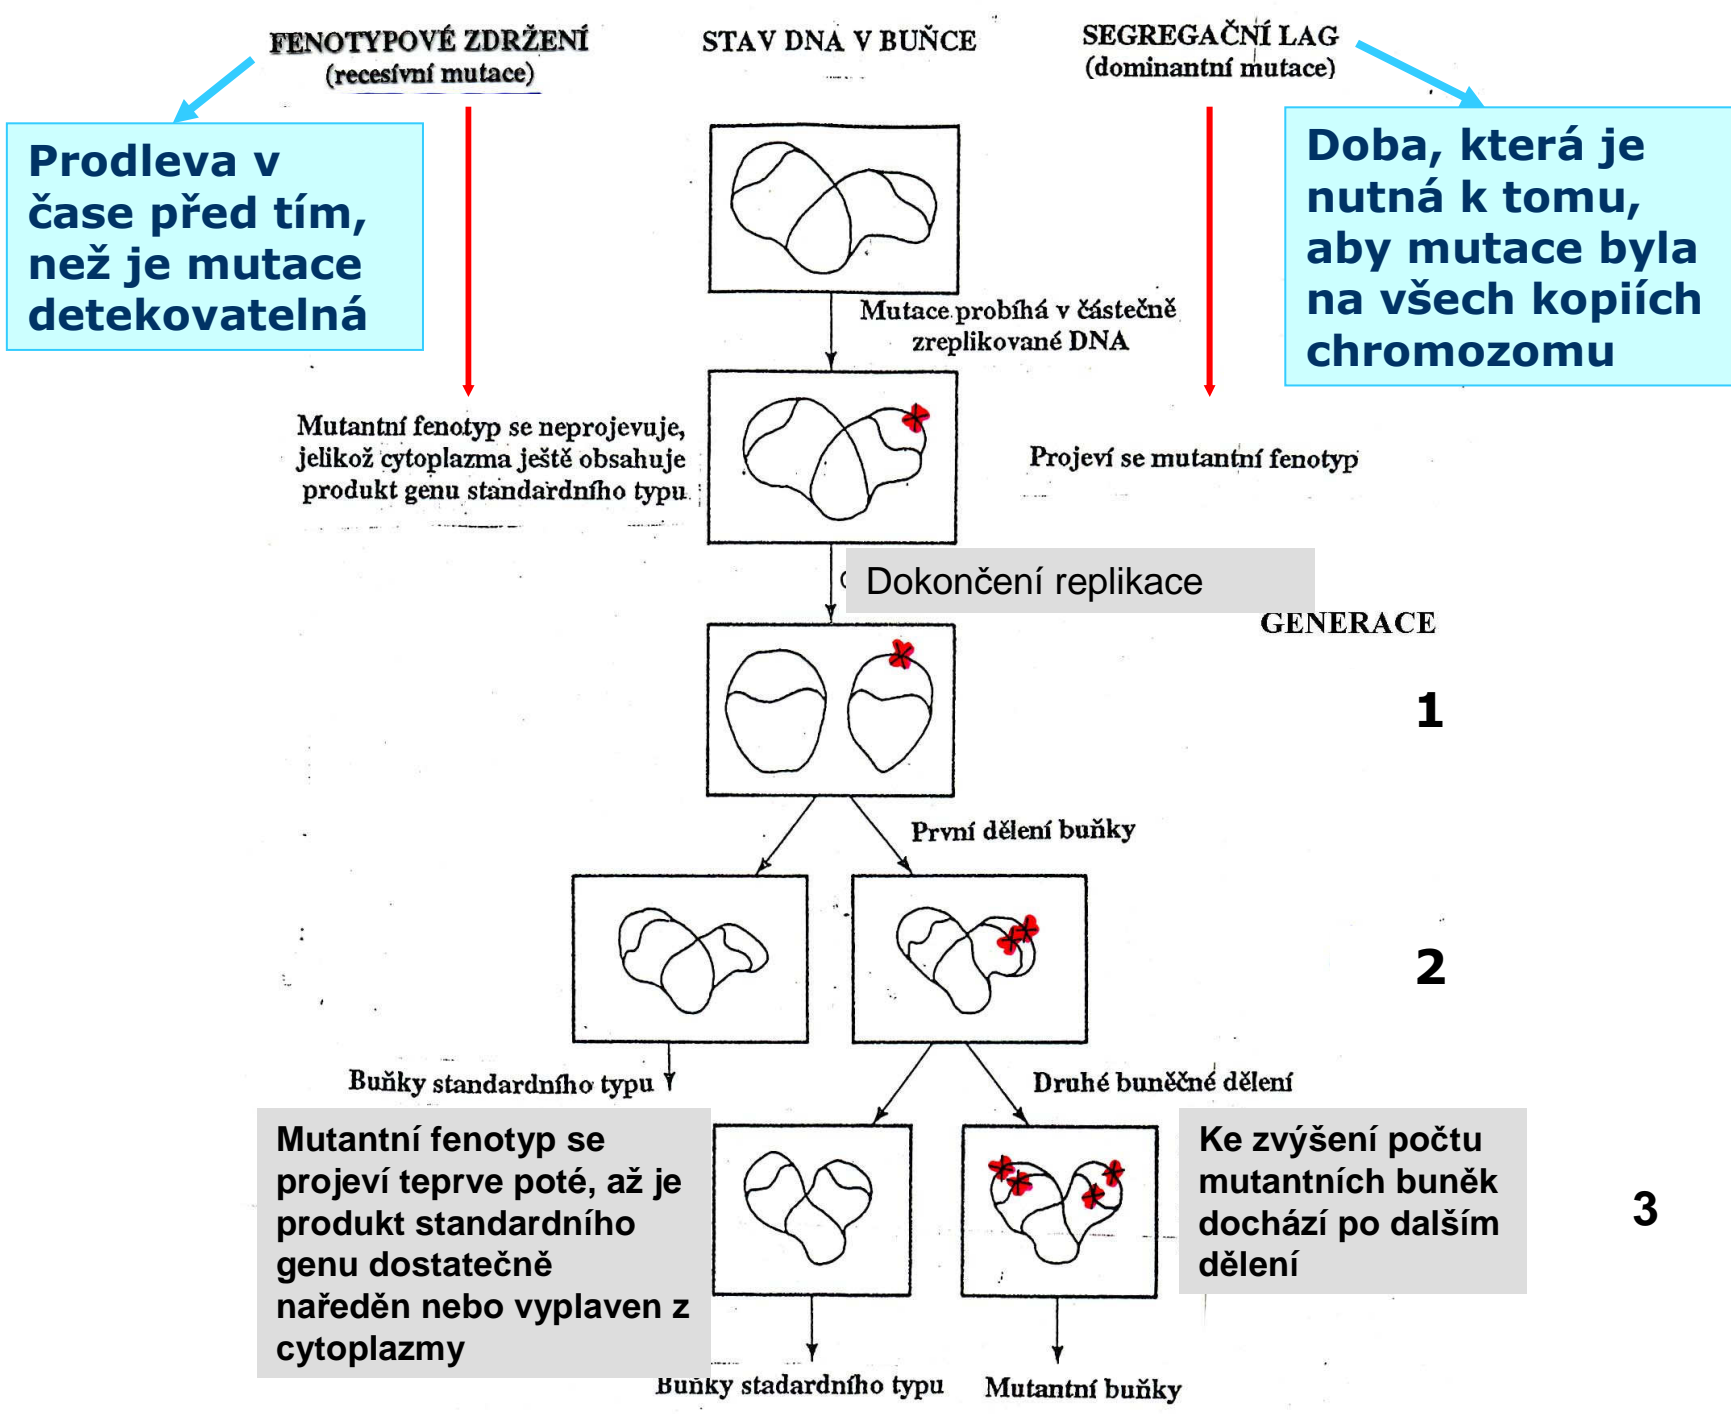 FENOTYPOVÉ ZDRŽENÍ
(recesívní mutace)
STAV DNA V BUŇCE
SEGREGAČNÍ LAG
(dominantní mutace)
Prodleva v
čase před tím,
než je mutace
detekovatelná
Doba, která je
nutná k tomu,
aby mutace byla
na všech kopiích
chromozomu
Mutace probíhá v částečně
zreplikované DNA
Mutantní fenotyp se neprojevuje,
jelikož cytoplazma ještě obsahuje
produkt genu standardního typu
Projeví se mutantní fenotyp
Dokončení replikace
GENERACE
1
První dělení buňky
2
Buňky standardního typu
Druhé buněčné dělení
Mutantní fenotyp se
projeví teprve poté, až je
produkt standardního
genu dostatečně
naředěn nebo vyplaven z
cytoplazmy
Ke zvýšení počtu
mutantních buněk
dochází po dalším
dělení
3
Buňky stadardního typu
Mutantní buňky